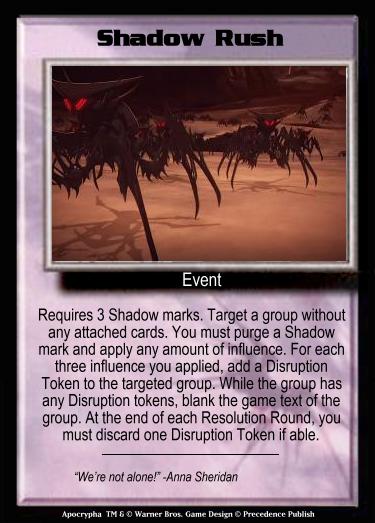 Shadow Rush
Event
Requires 3 Shadow marks. Target a group without
any attached cards. You must purge a Shadow
mark and apply any amount of influence. For each
three influence you applied, add a Disruption
Token to the targeted group. While the group has
any Disruption tokens, blank the game text of the
group. At the end of each Resolution Round, you
must discard one Disruption Token if able.
"We're not alone!" -Anna Sheridan
Apocrypha TM & © Warner Bros. Game Design © Precedence Publish